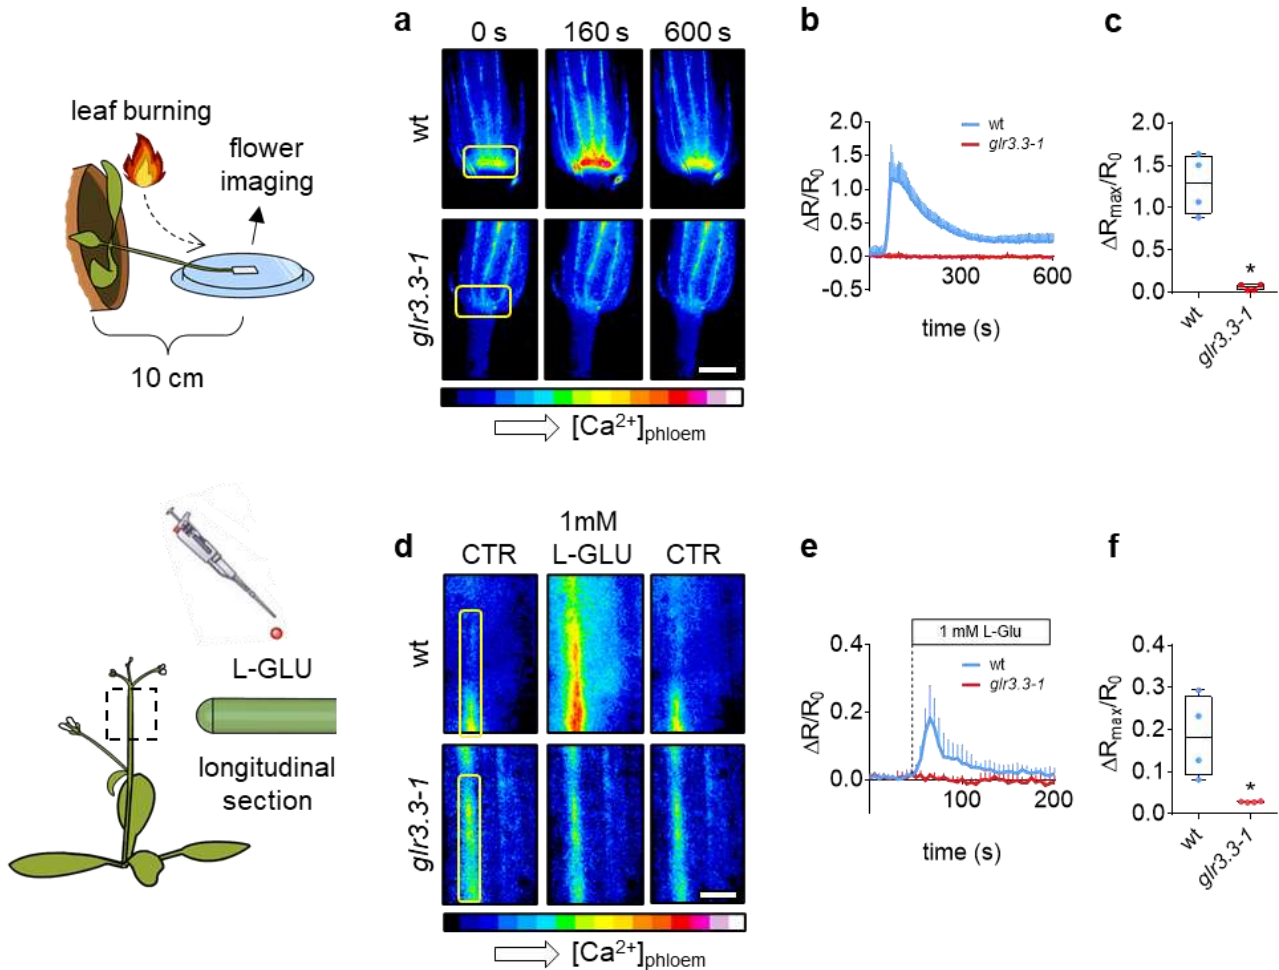 leaf burning
flower
imaging
10 cm
a
0 s
160 s
600 s
wt
glr3.3-1
[Ca2+]phloem
b
2.0
1.5
1.0
0.5
0.0
-0.5
ΔR/R0
wt
glr3.3-1
300
600
time (s)
c
2.0
1.5
1.0
0.5
0.0
ΔRmax/R0
*
wt
glr3.3-1
L-GLU
longitudinal
section
d
CTR
1mM
L-GLU
CTR
wt
glr3.3-1
[Ca2+]phloem
e
1 mM L-Glu
0.4
0.2
0.0
ΔR/R0
wt
glr3.3-1
100
200
time (s)
f
0.4
0.3
0.2
0.1
0.0
ΔRmax/R0
*
wt
glr3.3-1